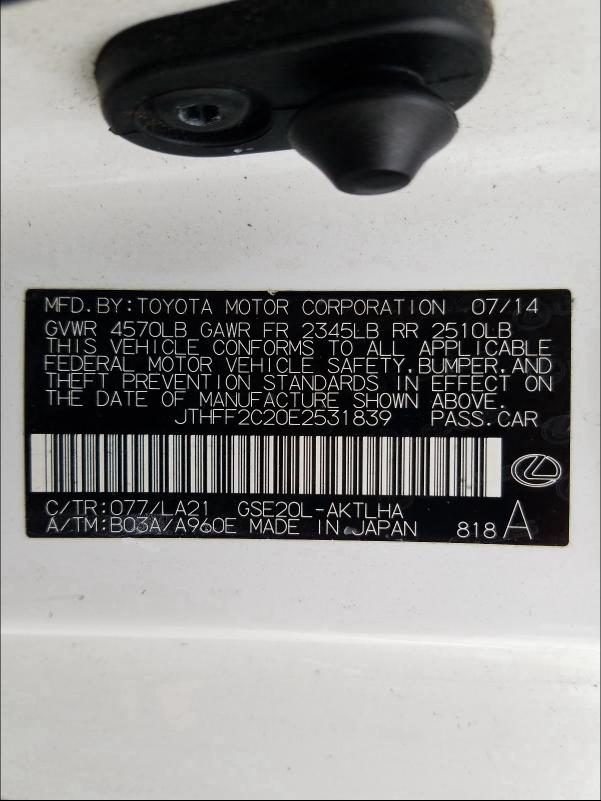 MFD.BY:TOYOTA MOTOR CORPORATION 07/14
GVWR 4570LB GAWR FR 2345LB RR 2510LB
THIS VEHICLE CONFORMS TO ALL APPLICABLE
FEDERAL MOTOR VEHICLE SAFETY,BUMPER,AND
THEFT PREVENTION STANDARDS IN EFFECT ON
THE DATE OF MANUFACTURE SHOWN ABOVE.
JTHFF2C20E2531839 PASS.CAR
C/TR:077/LA21 GSE20L-AKTLHA
A/TM:B03A/A960E MADE IN JAPAN 818 A